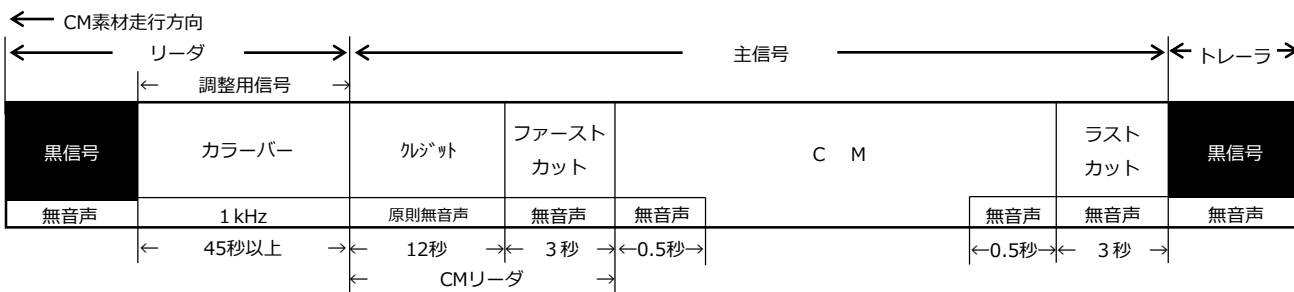 CM素材走行方向
リーダ 主信号 トレーラ
← 調整用信号 →
黒信号 カラーバー ｸﾚｼﾞｯﾄ ファースト カット C M ラスト カット 黒信号
無音声 1kHz 原則無音声 無音声 無音声 無音声 無音声 無音声
← 45秒以上 →← 12秒 →← 3秒 →←0.5秒→ ←0.5秒→← 3秒 →
← CMリーダ →